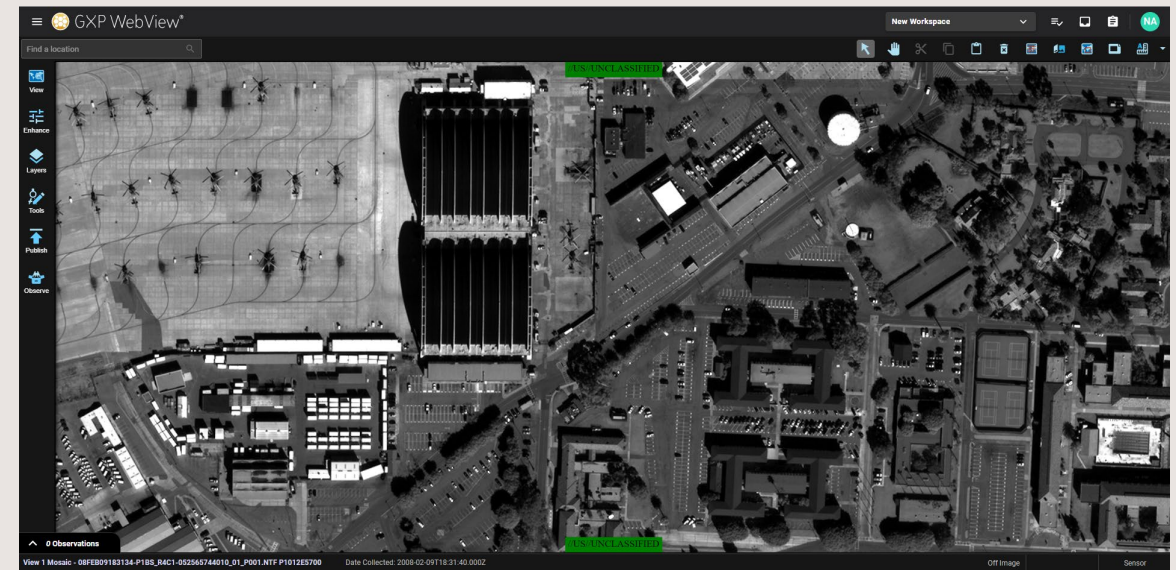 GXP WebView®
New Workspace
NA
Find a location
View
Enhance
Layers
Tools
Publish
Observe
//US/UNCLASSIFIED
//US/UNCLASSIFIED
0 Observations
View 1 Mosaic - 08FEB09183134-P1BS_R4C1-052565744010_01_P001.NTF P1012E5700
Date Collected: 2008-02-09T18:31:40.000Z
Off Image
Sensor